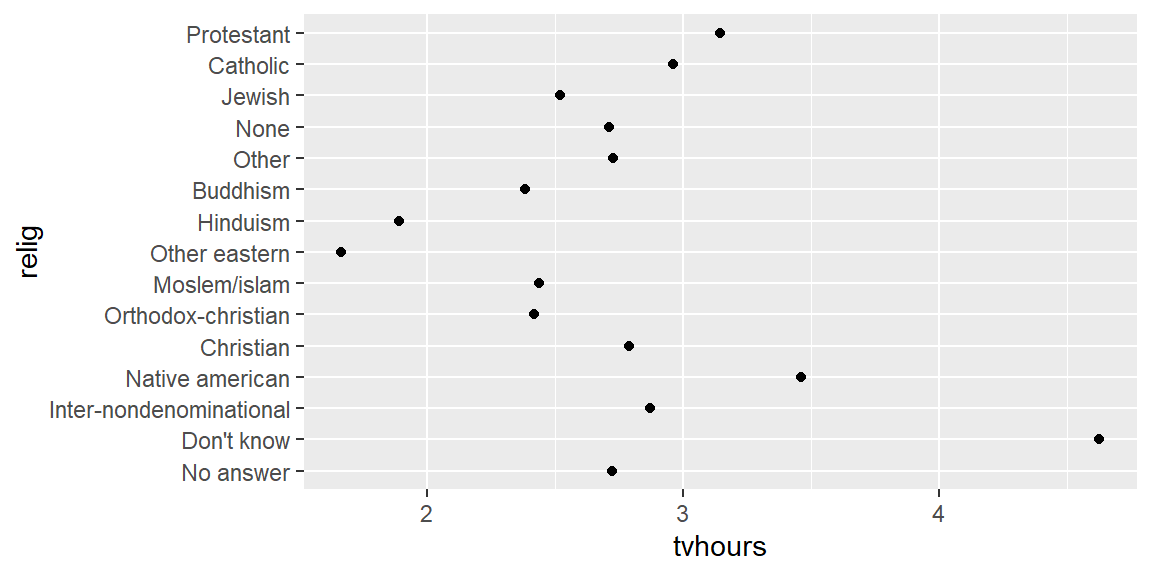 Protestant
Catholic
Jewish
None
Other
Buddhism
Hinduism
Other eastern
Moslem/islam
Orthodox-christian
Christian
Native american
Inter-nondenominational
Don't know
No answer
relig
2 3 4
tvhours